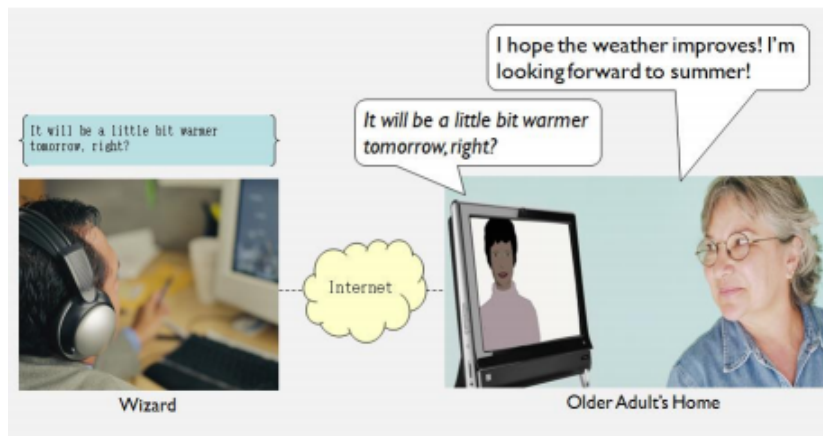 I hope the weather improves! I'm
looking forward to summer!
It will be a little bit warmer
tomorrow, right?
It will be a little bit warmer
tomorrow, right?
Internet
Wizard
Older Adult's Home